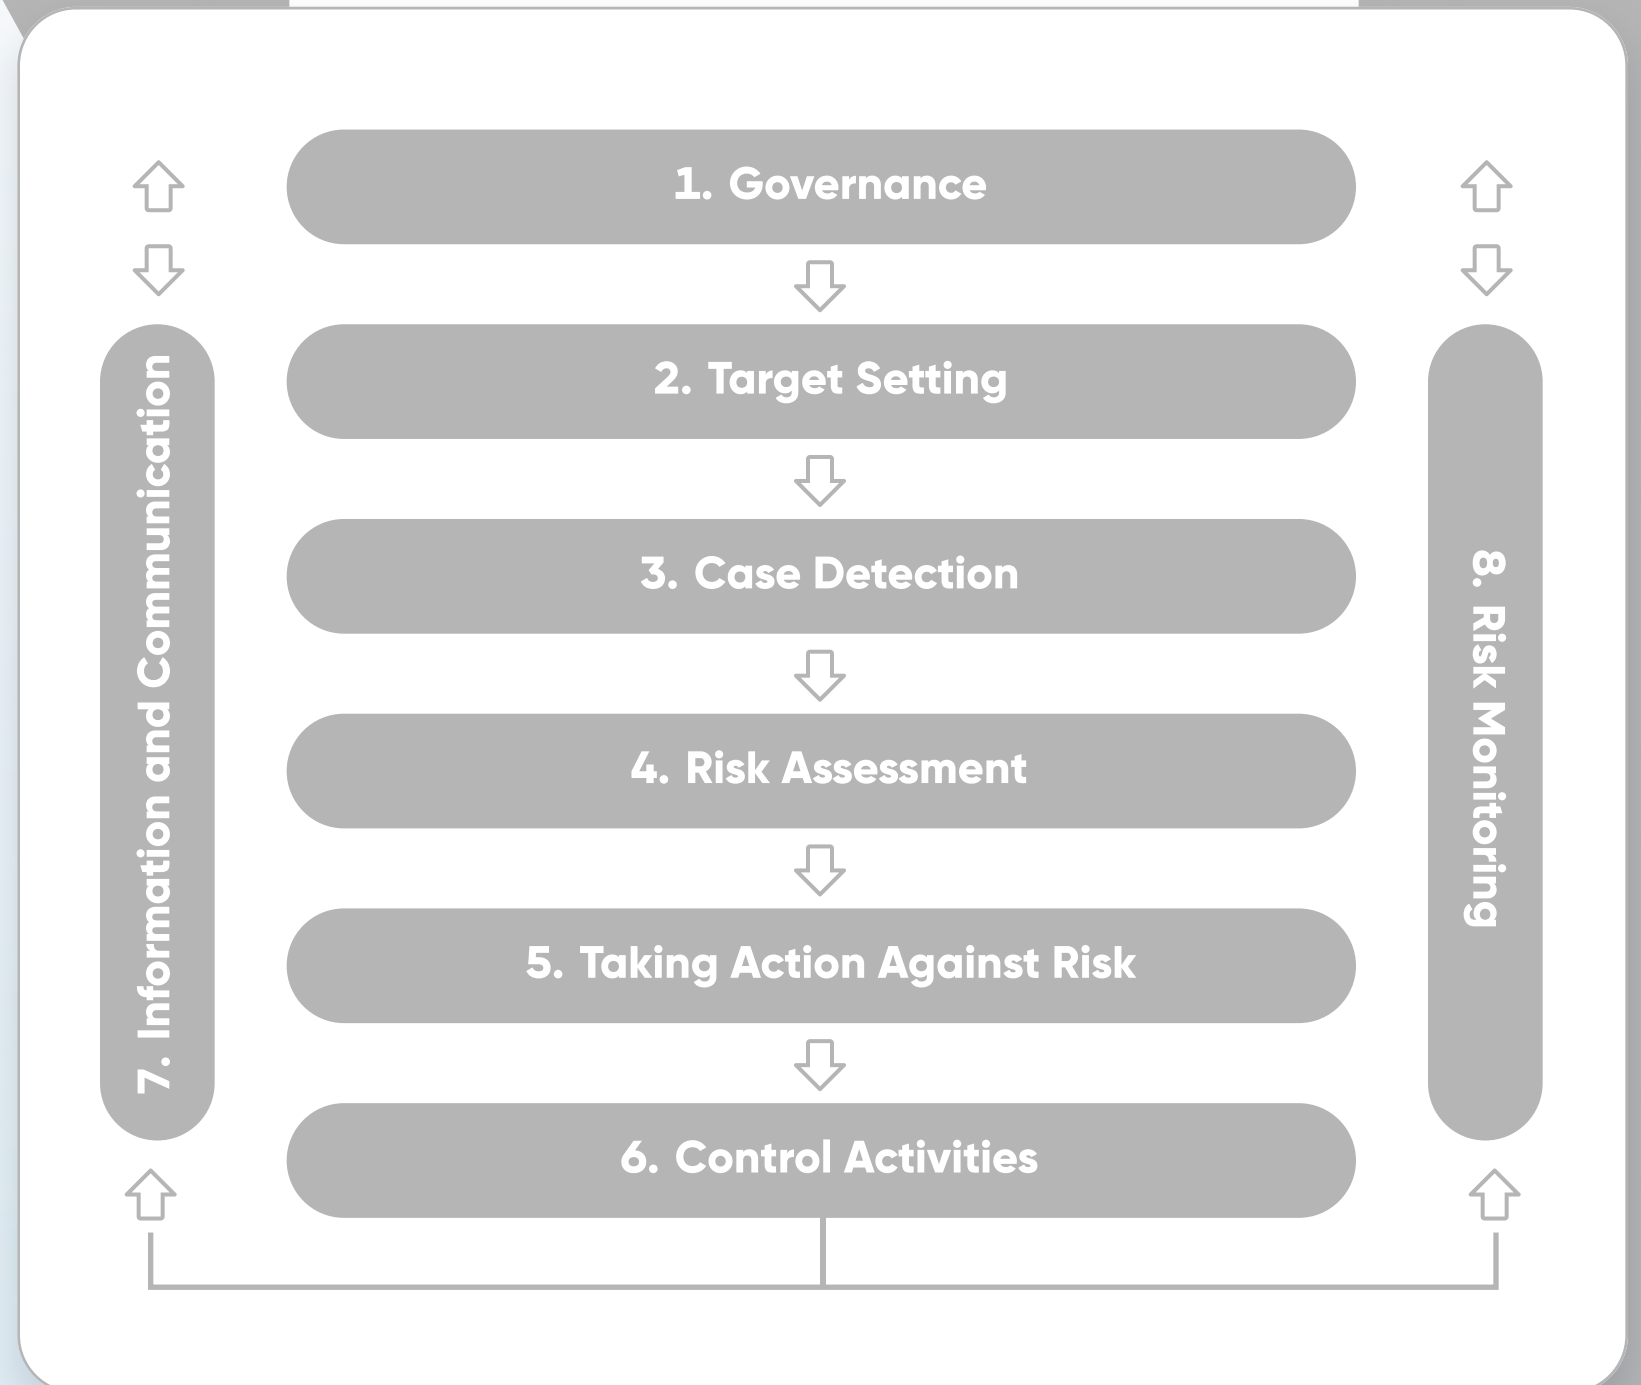 1. Governance
2. Target Setting
3. Case Detection
4. Risk Assessment
5. Taking Action Against Risk
6. Control Activities
7. Information and Communication
8. Risk Monitoring